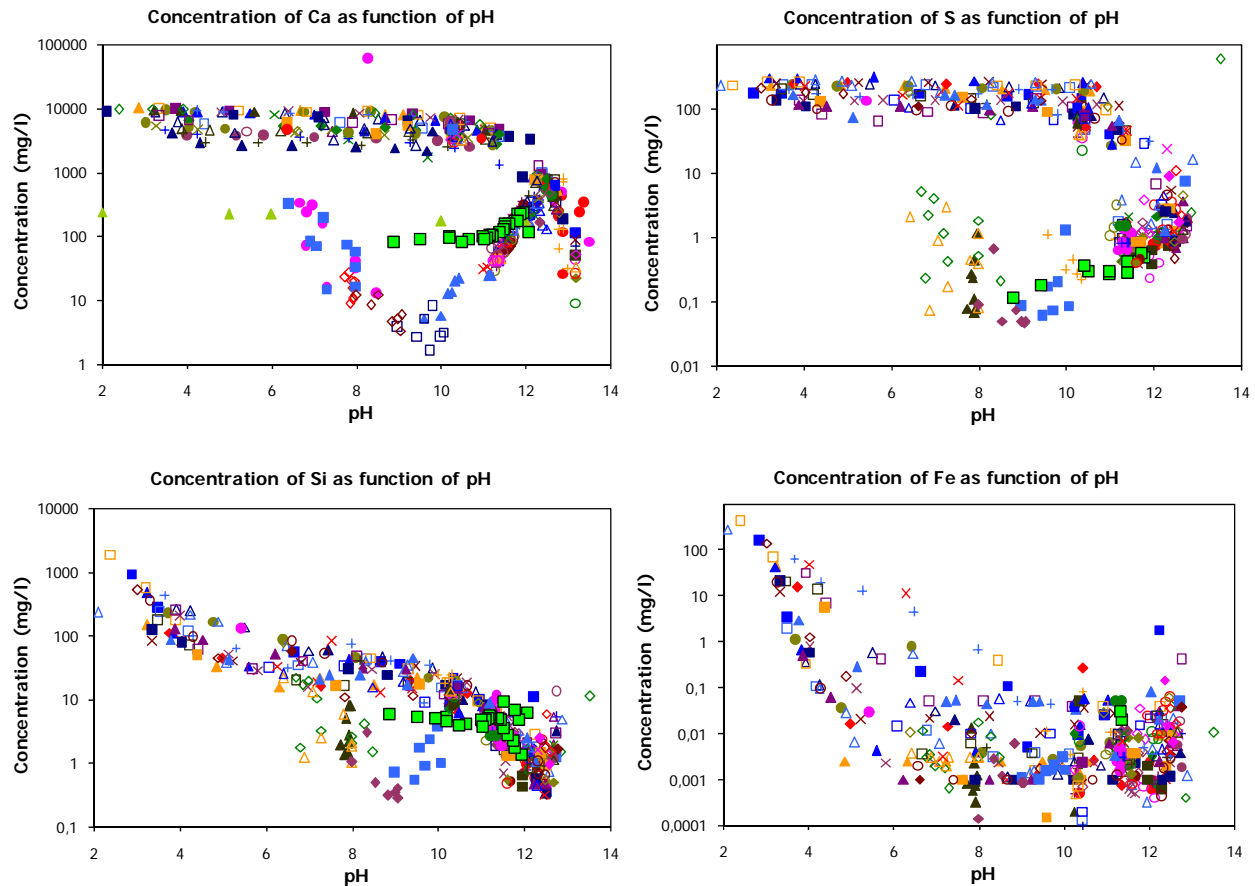 Concentration of Ca as function of pH
100000
10000
1000
100
10
1
Concentration (mg/l)
2 4 6 8 10 12 14
pH
Concentration of S as function of pH
100
10
1
0,1
0,01
Concentration (mg/l)
2 4 6 8 10 12 14
pH
Concentration of Si as function of pH
10000
1000
100
10
1
0,1
Concentration (mg/l)
2 4 6 8 10 12 14
pH
Concentration of Fe as function of pH
100
10
1
0,1
0,01
0,001
0,0001
Concentration (mg/l)
2 4 6 8 10 12 14
pH